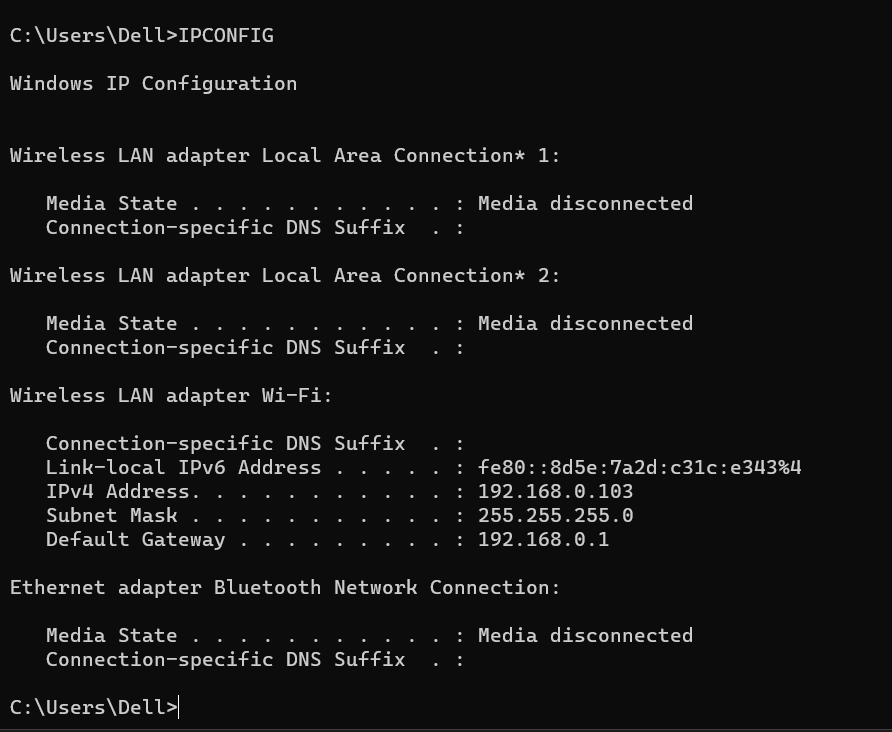 C:\Users\Dell>IPCONFIG
Windows IP Configuration
Wireless LAN adapter Local Area Connection* 1:
   Media State . . . . . . . . . . . : Media disconnected
   Connection-specific DNS Suffix  . :
Wireless LAN adapter Local Area Connection* 2:
   Media State . . . . . . . . . . . : Media disconnected
   Connection-specific DNS Suffix  . :
Wireless LAN adapter Wi-Fi:
   Connection-specific DNS Suffix  . :
   Link-local IPv6 Address . . . . . : fe80::8d5e:7a2d:c31c:e343%4
   IPv4 Address. . . . . . . . . . . : 192.168.0.103
   Subnet Mask . . . . . . . . . . . : 255.255.255.0
   Default Gateway . . . . . . . . . : 192.168.0.1
Ethernet adapter Bluetooth Network Connection:
   Media State . . . . . . . . . . . : Media disconnected
   Connection-specific DNS Suffix  . :
C:\Users\Dell>